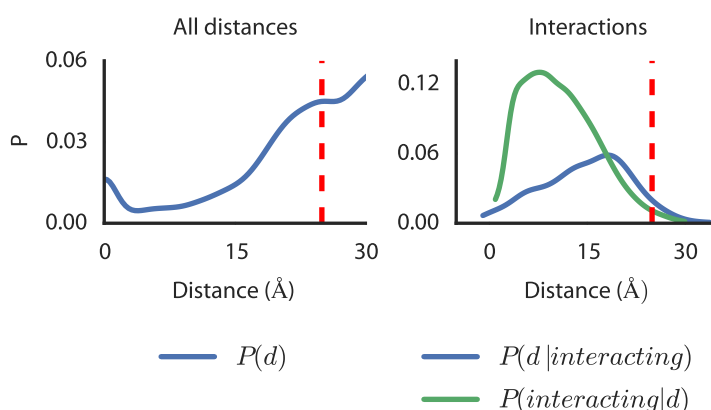 All distances
Interactions
P
0.06
0.03
0.00
0
15
30
Distance (Å)
0.12
0.06
0.00
0
15
30
Distance (Å)
P(d)
P(d |interacting)
P(interacting|d)